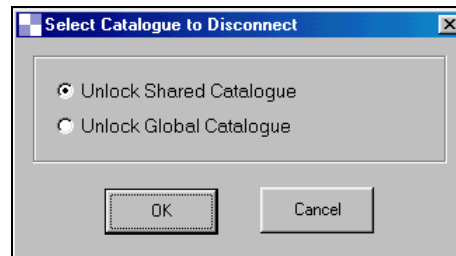 Select Catalogue to Disconnect
Unlock Shared Catalogue
Unlock Global Catalogue
OK
Cancel